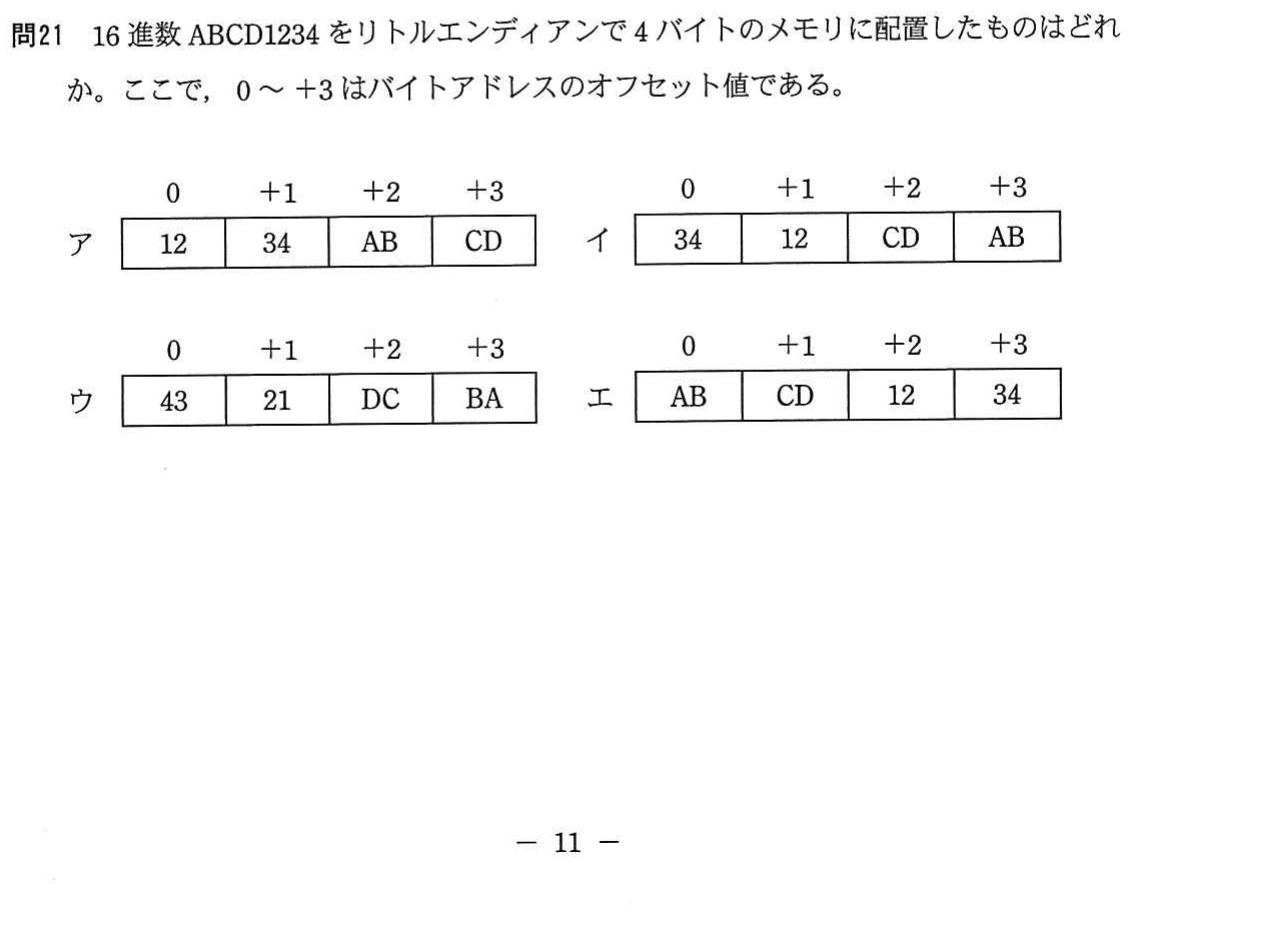 問21 16 進数 ABCD1234 をリトルエンディアンで 4 バイトのメモリに配置したものはどれ
か。ここで, 0 ~ +3 はバイトアドレスのオフセット値である。
0 +1 +2 +3
ア 12 34 AB CD
0 +1 +2 +3
イ 34 12 CD AB
0 +1 +2 +3
ウ 43 21 DC BA
0 +1 +2 +3
エ AB CD 12 34
- 11 -